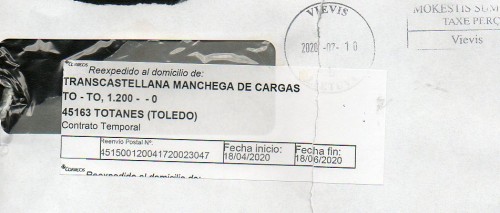 VIEVIS
2020 -07- 10
MOKESTIS SUM
TAXE PERÇ
Vievis
CORREOS
Reexpedido al domicilio de:
TRANSCASTELLANA MANCHEGA DE CARGAS
TO - TO, 1.200 - - 0
45163 TOTANES (TOLEDO)
Contrato Temporal
Reenvío Postal Nº.
451500120041720023047
Fecha inicio:
18/04/2020
Fecha fin:
18/06/2020
CORREOS
Reexpedido al domicilio de: